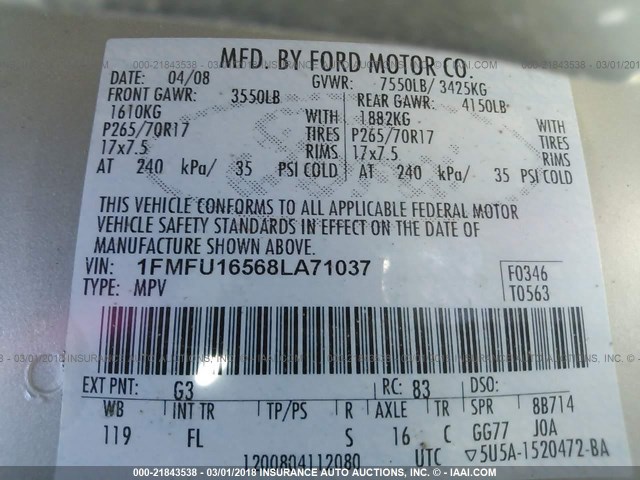 MFD. BY FORD MOTOR CO.
DATE: 04/08 GVWR: 7550LB/ 3425KG
FRONT GAWR: 3550LB REAR GAWR: 4150LB
1610KG WITH 1882KG WITH
P265/70R17 TIRES P265/70R17 TIRES
17x7.5 RIMS 17x7.5 RIMS
AT 240 kPa/ 35 PSI COLD AT 240 kPa/ 35 PSI COLD
THIS VEHICLE CONFORMS TO ALL APPLICABLE FEDERAL MOTOR
VEHICLE SAFETY STANDARDS IN EFFECT ON THE DATE OF
MANUFACTURE SHOWN ABOVE.
VIN: 1FMFU16568LA71037
TYPE: MPV
F0346
T0563
EXT PNT: G3 RC: 83 DSO:
WB INT TR TP/PS R AXLE TR SPR 8B714
119 FL S 16 C GG77 J0A
1200804112080 UTC ▽5U5A-1520472-BA
000-21843538 - 03/01/2018 INSURANCE AUTO AUCTIONS - © - IAAI.COM